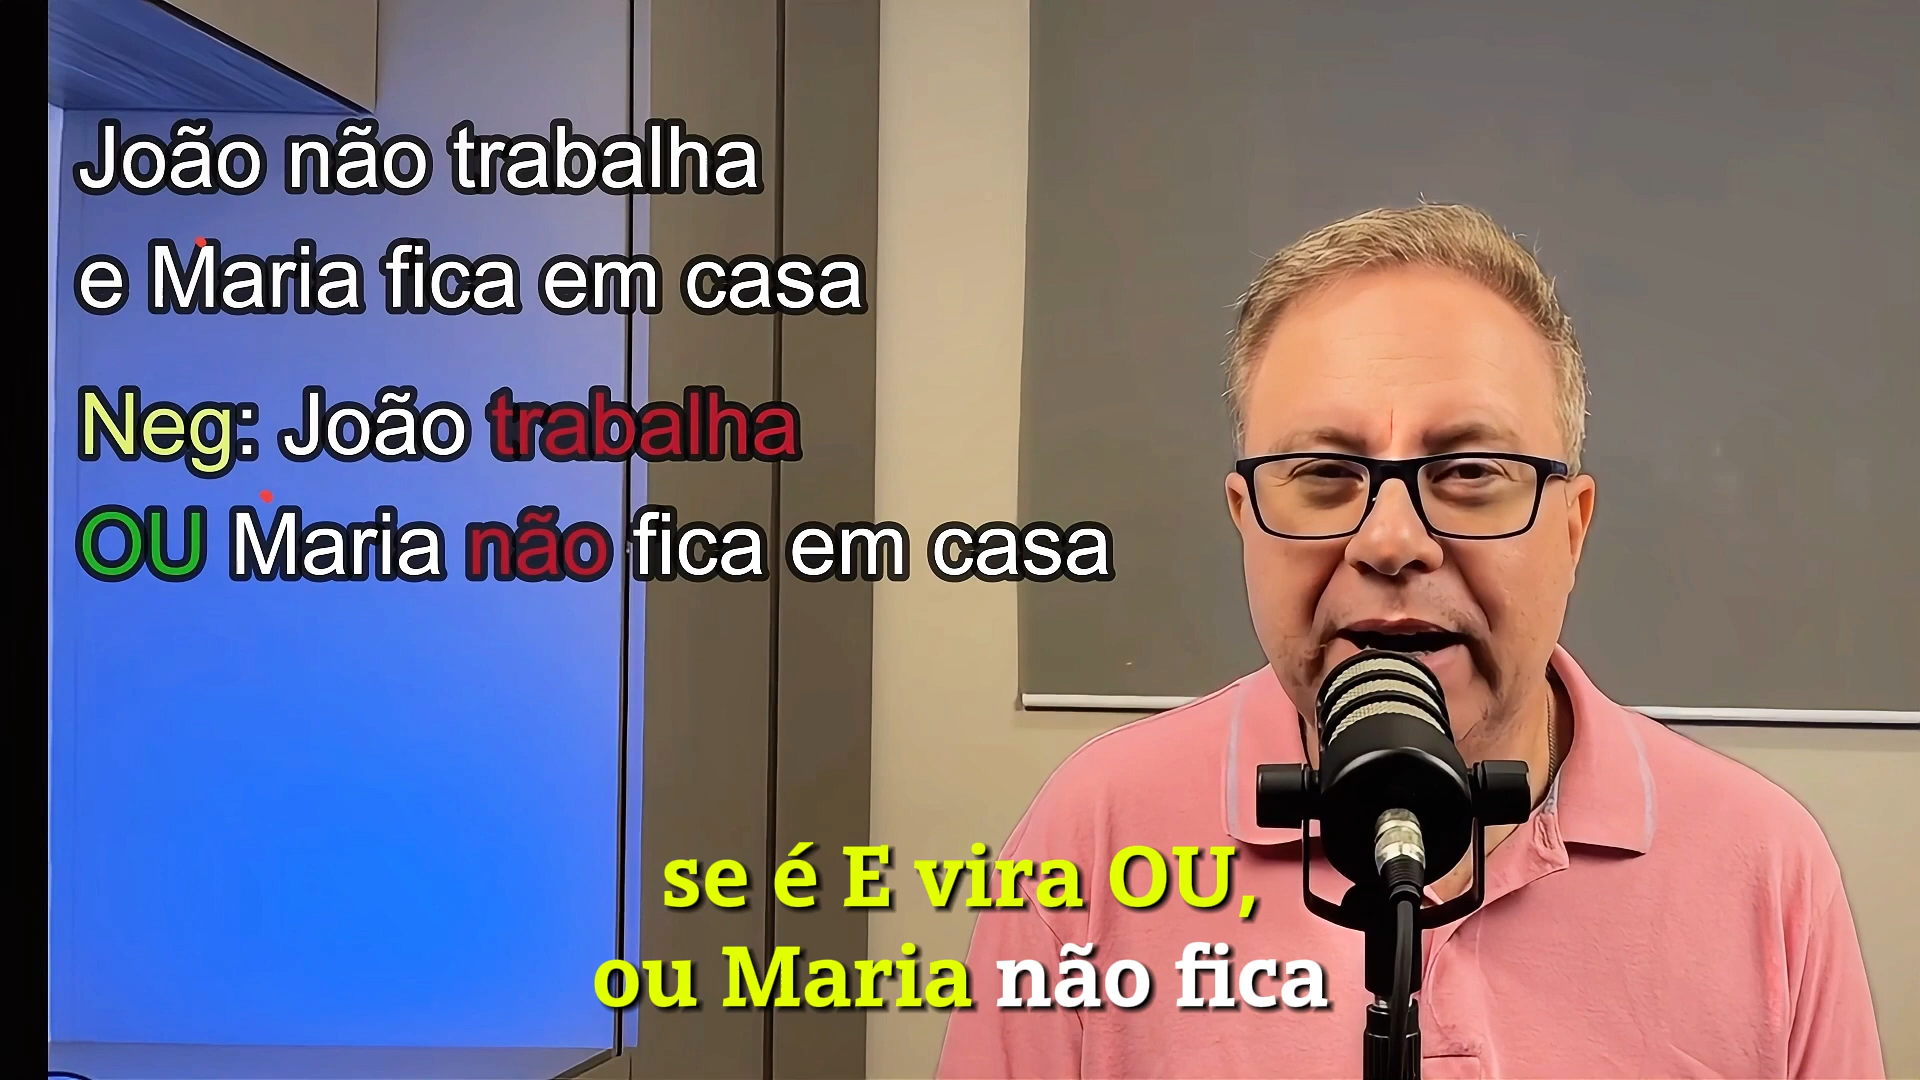 João não trabalha
e Maria fica em casa
Neg: João trabalha
OU Maria não fica em casa
se é E vira OU,
ou Maria não fica